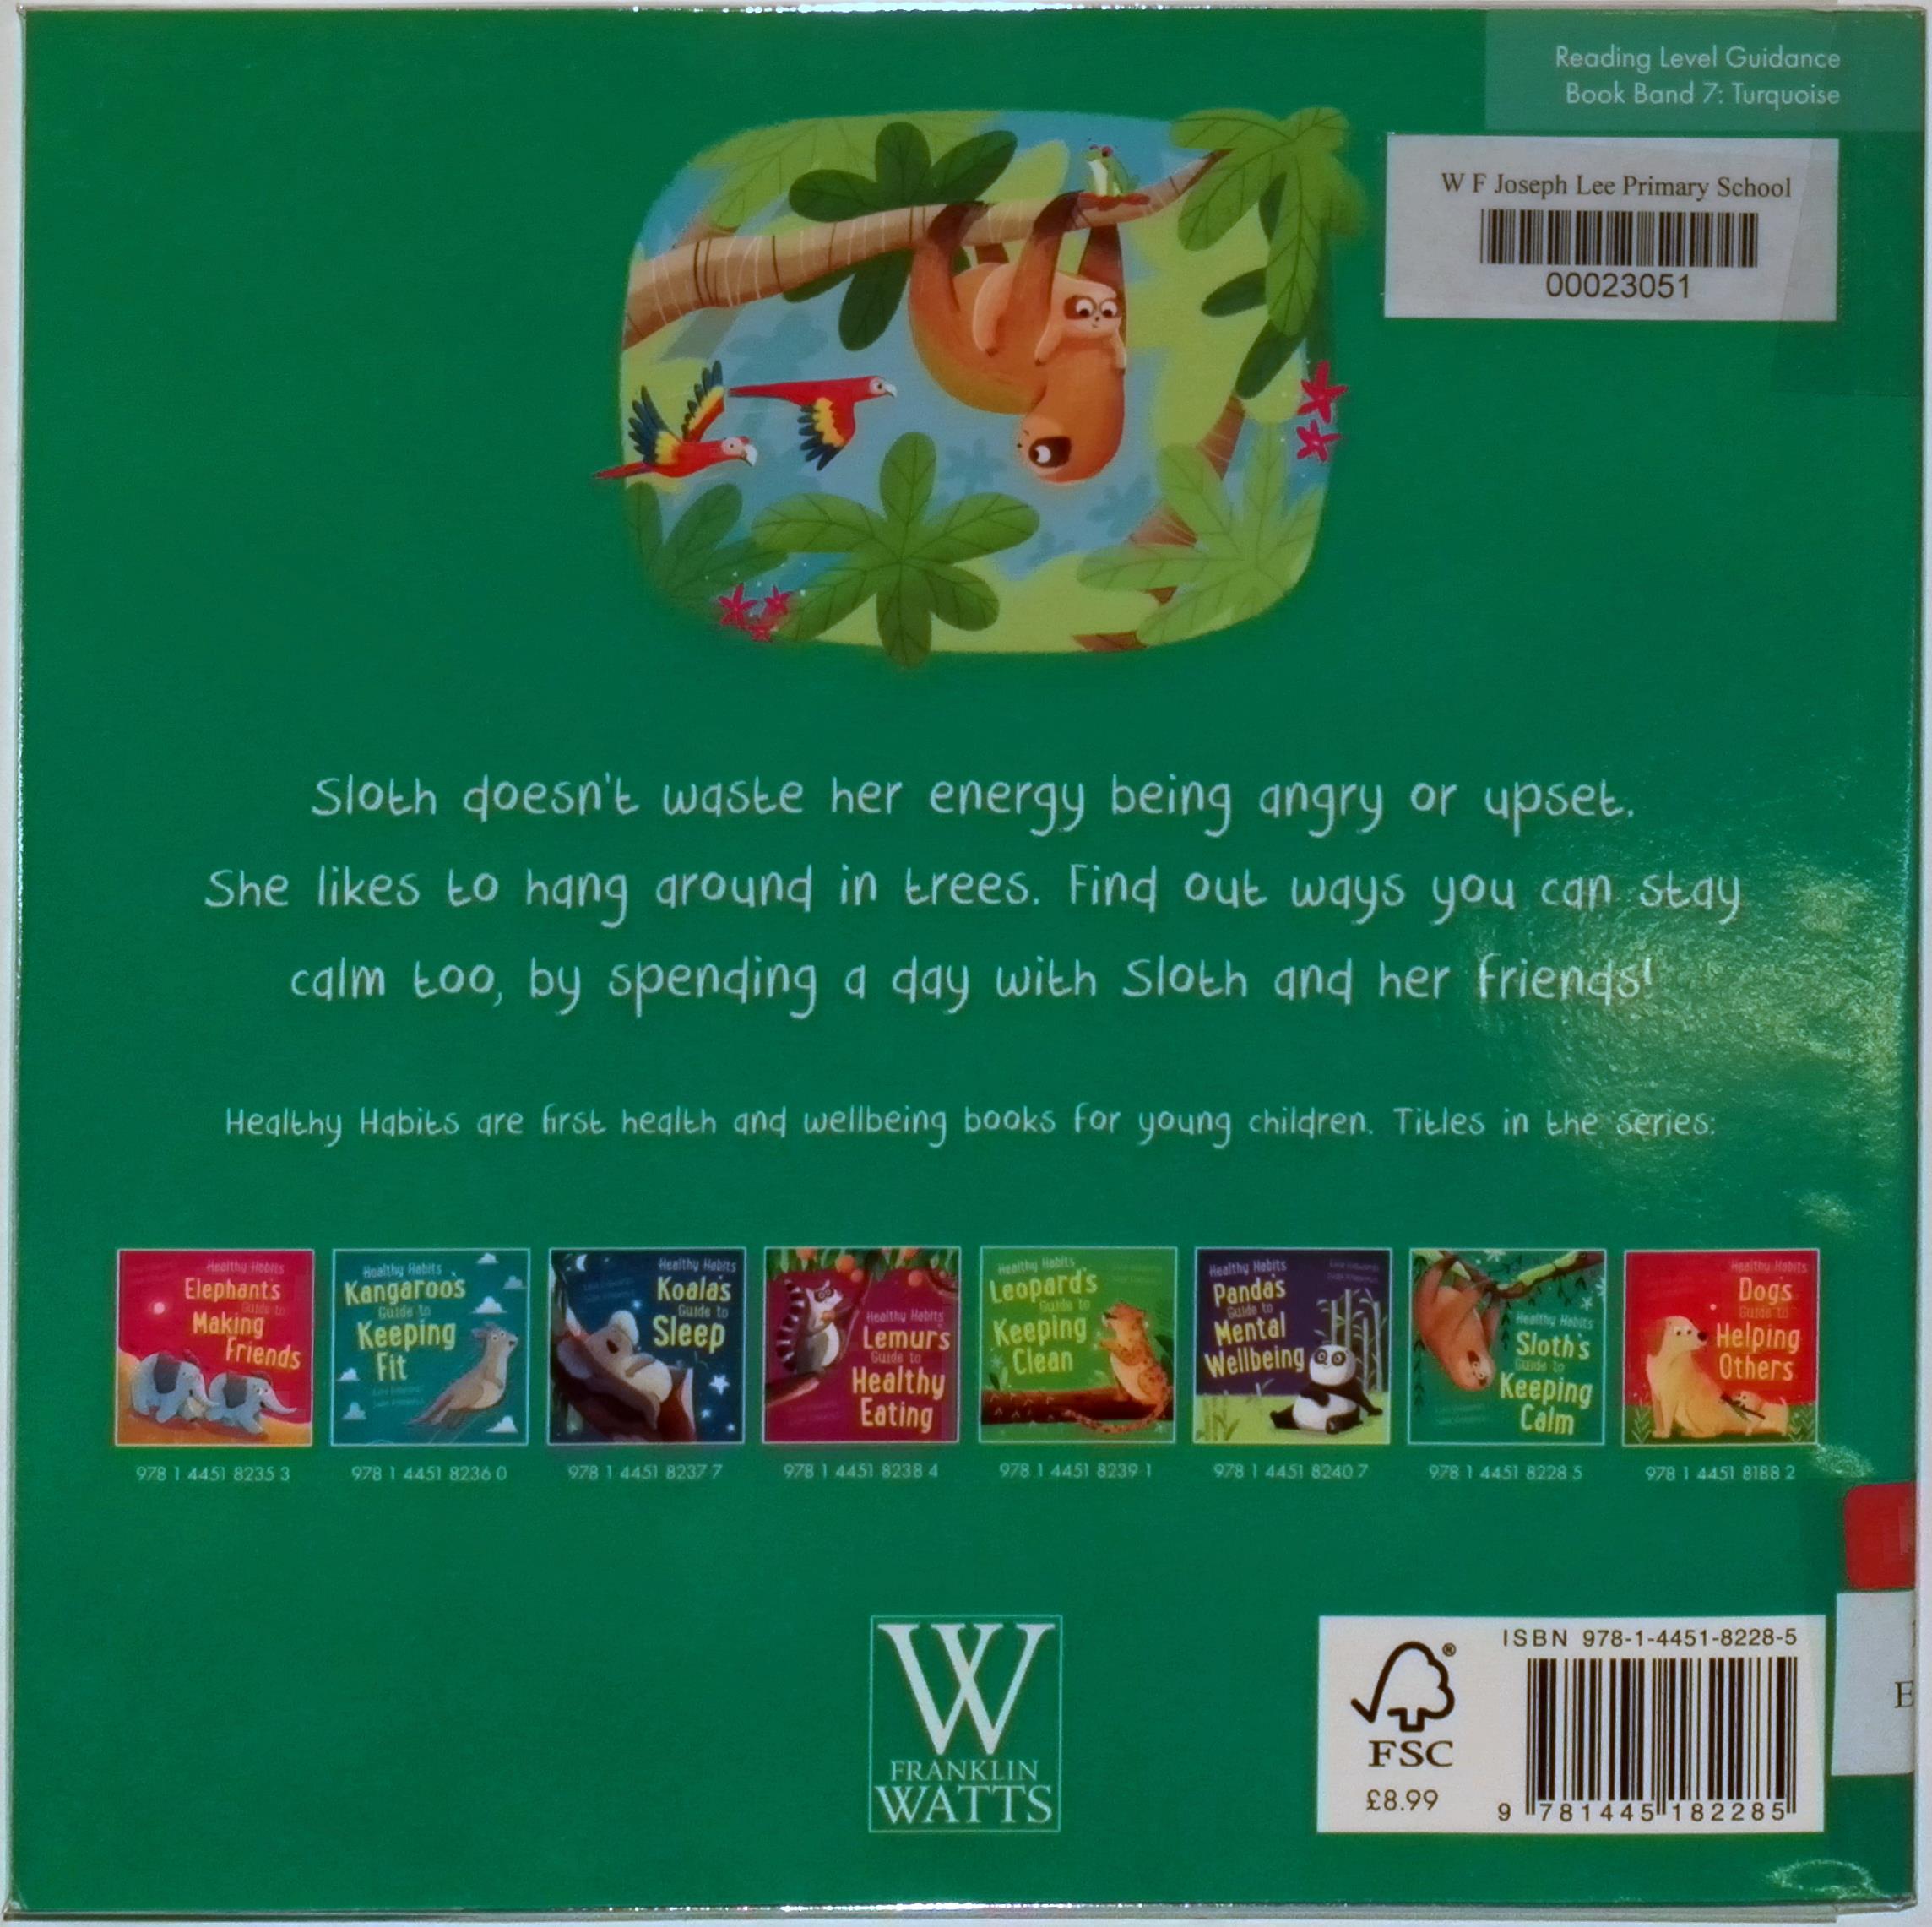 Reading Level Guidance
Book Band 7: Turquoise
W F Joseph Lee Primary School
00023051
Sloth doesn't waste her energy being angry or upset.
She likes to hang around in trees. Find out ways you can stay
calm too, by spending a day with Sloth and her friends!
Healthy Habits are first health and wellbeing books for young children. Titles in the series:
Healthy Habits
Elephant's
Guide to
Making
Friends
978 1 4451 8235 3
Healthy Habits
Kangaroo's
Guide to
Keeping
Fit
978 1 4451 8236 0
Healthy Habits
Koala's
Guide to
Sleep
978 1 4451 8237 7
Healthy Habits
Lemur's
Guide to
Healthy
Eating
978 1 4451 8238 4
Healthy Habits
Leopard's
Guide to
Keeping
Clean
978 1 4451 8239 1
Healthy Habits
Panda's
Guide to
Mental
Wellbeing
978 1 4451 8240 7
Healthy Habits
Sloth's
Guide to
Keeping
Calm
978 1 4451 8228 5
Healthy Habits
Dog's
Guide to
Helping
Others
978 1 4451 8188 2
W
FRANKLIN
WATTS
®
FSC
£8.99
ISBN 978-1-4451-8228-5
9 781445 182285
E